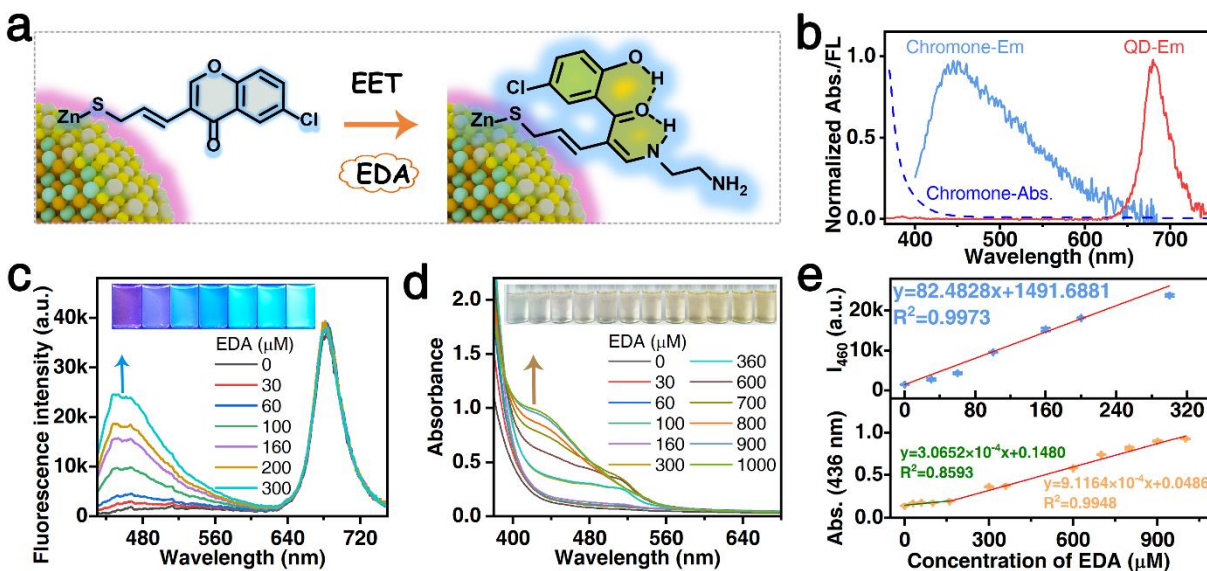 a
O
S
Zn
Cl
O
EET
EDA
O
H
Cl
O
H
S
Zn
N
NH₂
b
Normalized Abs./FL
1.0
0.5
0.0
Chromone-Em
QD-Em
Chromone-Abs.
400 500 600 700
Wavelength (nm)
c
Fluorescence intensity (a.u.)
40k
30k
20k
10k
0
EDA (μM)
0
30
60
100
160
200
300
480 560 640 720
Wavelength (nm)
d
Absorbance
2.0
1.5
1.0
0.5
0.0
EDA (μM)
0 360
30 600
60 700
100 800
160 900
300 1000
400 480 560 640
Wavelength (nm)
e
I₄₆₀ (a.u.)
20k
10k
0
y=82.4828x+1491.6881
R²=0.9973
0 80 160 240 320
Abs. (436 nm)
1.0
0.5
0.0
y=3.0652×10⁻⁴x+0.1480
R²=0.8593
y=9.1164×10⁻⁴x+0.0486
R²=0.9948
0 300 600 900
Concentration of EDA (μM)